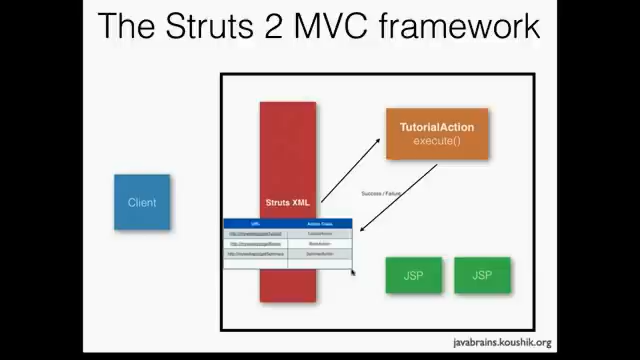 The Struts 2 MVC framework
TutorialAction
execute()
Success / Failure
Client
Struts XML
URL
Action Class
JSP
JSP
javabrains.koushik.org